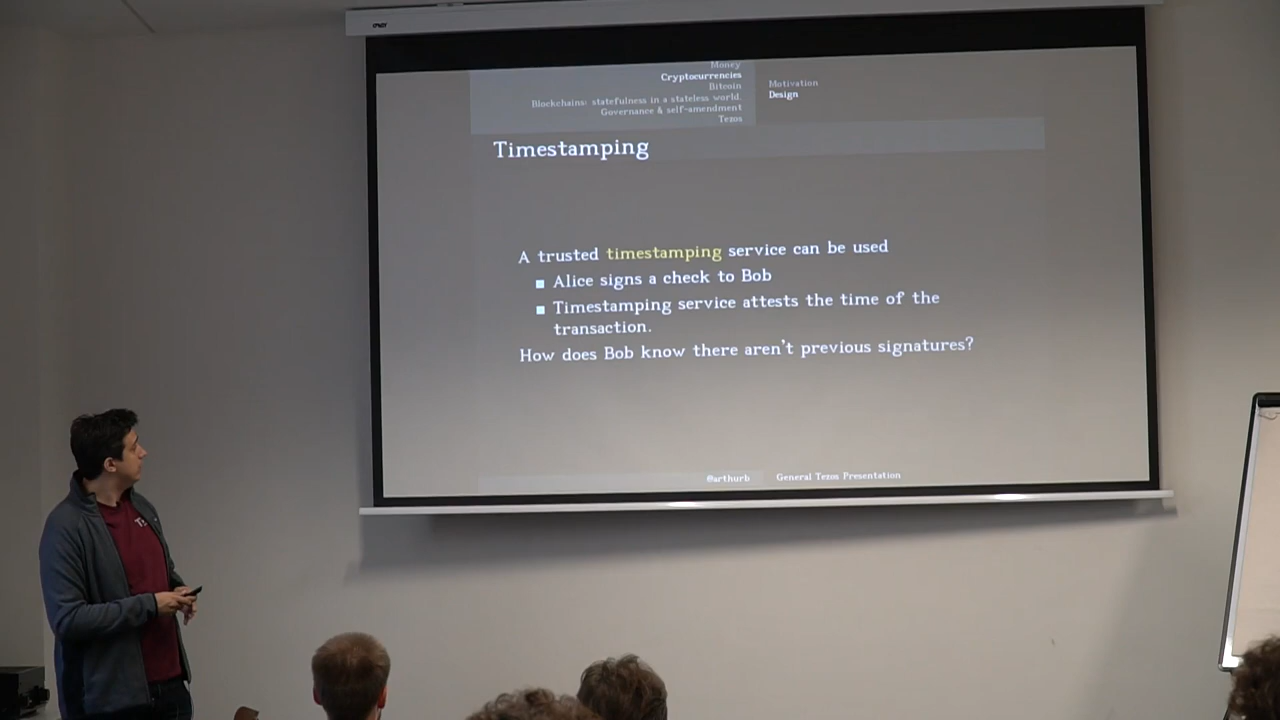 Money
Cryptocurrencies
Bitcoin
Blockchains: statefulness in a stateless world.
Governance & self-amendment
Tezos
Motivation
Design
Timestamping
A trusted timestamping service can be used
Alice signs a check to Bob
Timestamping service attests the time of the
transaction.
How does Bob know there aren't previous signatures?
@arthurb
General Tezos Presentation